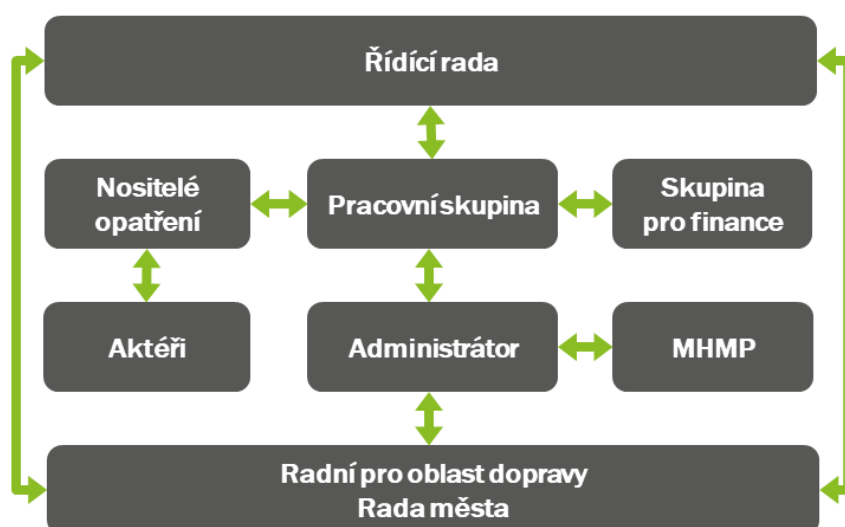 Řídící rada
Nositelé
opatření
Pracovní skupina
Skupina
pro finance
Aktéři
Administrátor
MHMP
Radní pro oblast dopravy
Rada města